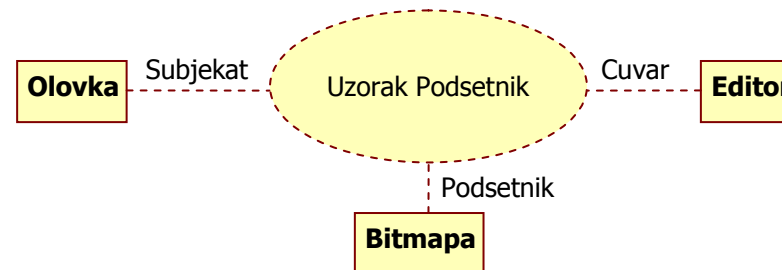 Subjekat
Cuvar
Olovka
Uzorak Podsetnik
Editor
Podsetnik
Bitmapa